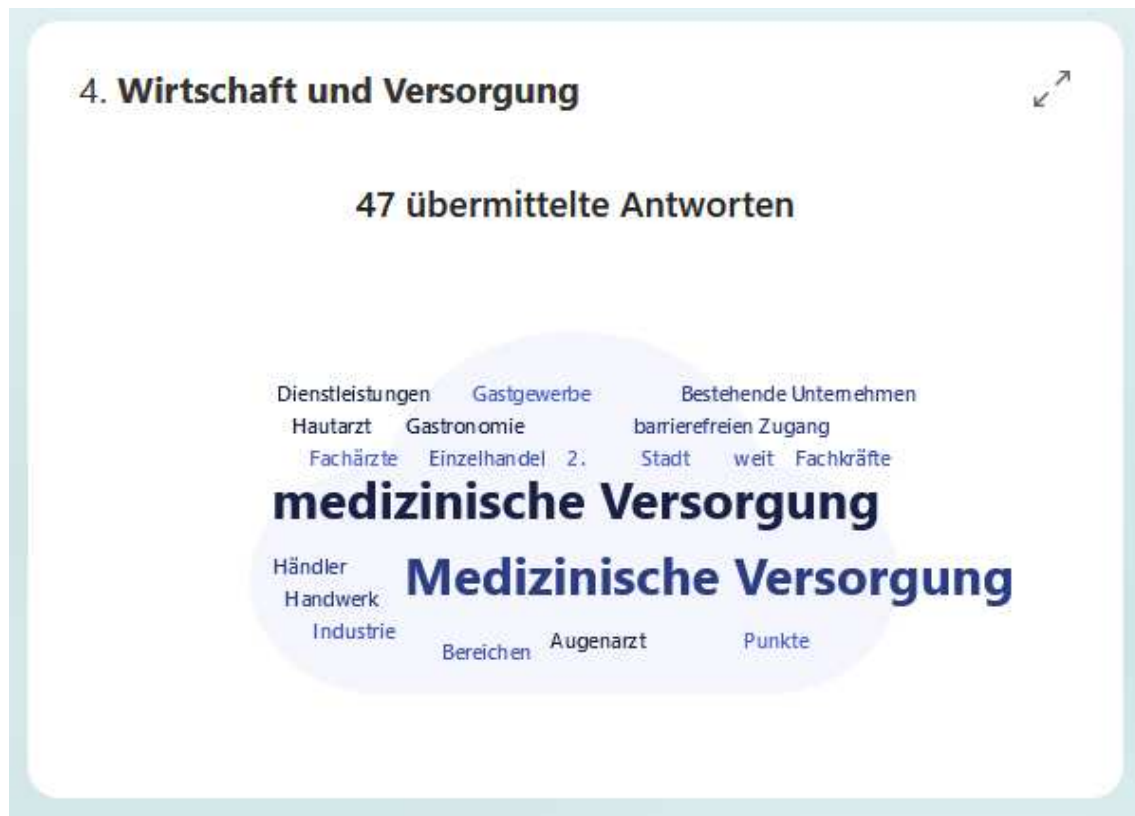 4. Wirtschaft und Versorgung
47 übermittelte Antworten
Dienstleistungen Gastgewerbe Bestehende Unternehmen
Hautarzt Gastronomie barrierefreien Zugang
Fachärzte Einzelhandel 2. Stadt weit Fachkräfte
medizinische Versorgung
Händler
Medizinische Versorgung
Handwerk
Industrie
Bereichen Augenarzt Punkte